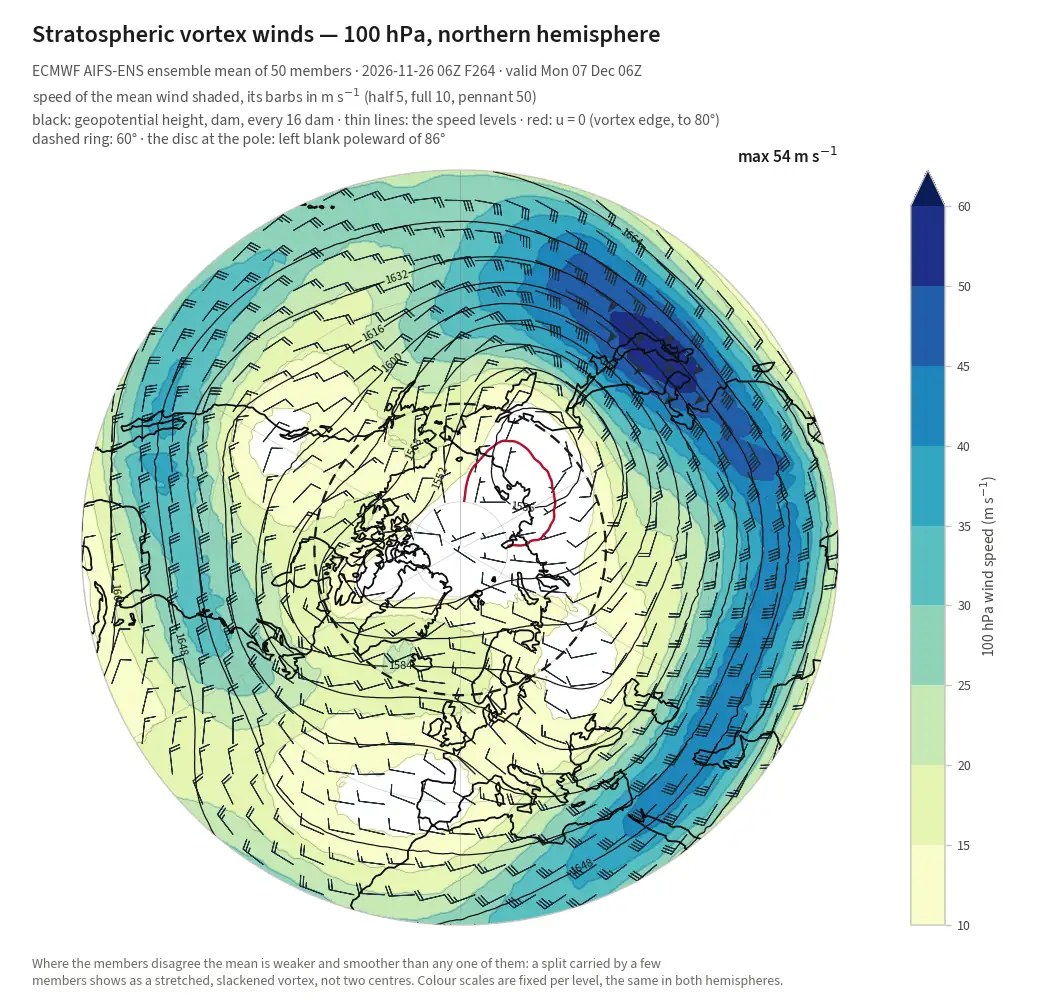 Stratospheric vortex winds — 100 hPa, northern hemisphere
ECMWF AIFS-ENS ensemble mean of 50 members · 2026-11-26 06Z F264 · valid Mon 07 Dec 06Z
speed of the mean wind shaded, its barbs in m s⁻¹ (half 5, full 10, pennant 50)
black: geopotential height, dam, every 16 dam · thin lines: the speed levels · red: u = 0 (vortex edge, to 80°)
dashed ring: 60° · the disc at the pole: left blank poleward of 86°
max 54 m s⁻¹
60
50
45
40
35
30
25
20
15
10
100 hPa wind speed (m s⁻¹)
1664
1632
1616
1600
1552
1584
1648
1648
Where the members disagree the mean is weaker and smoother than any one of them: a split carried by a few
members shows as a stretched, slackened vortex, not two centres. Colour scales are fixed per level, the same in both hemispheres.